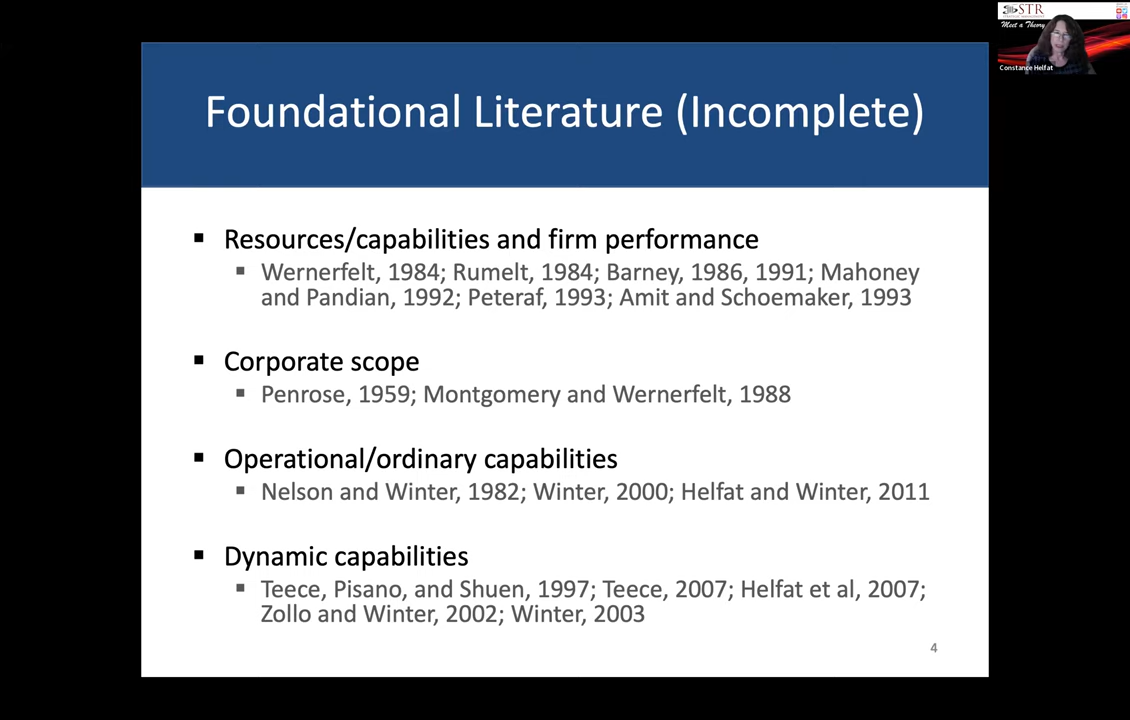 STR
Meet a Theory
Constance Helfat
Foundational Literature (Incomplete)
▪ Resources/capabilities and firm performance
▪ Wernerfelt, 1984; Rumelt, 1984; Barney, 1986, 1991; Mahoney
and Pandian, 1992; Peteraf, 1993; Amit and Schoemaker, 1993
▪ Corporate scope
▪ Penrose, 1959; Montgomery and Wernerfelt, 1988
▪ Operational/ordinary capabilities
▪ Nelson and Winter, 1982; Winter, 2000; Helfat and Winter, 2011
▪ Dynamic capabilities
▪ Teece, Pisano, and Shuen, 1997; Teece, 2007; Helfat et al, 2007;
Zollo and Winter, 2002; Winter, 2003
4